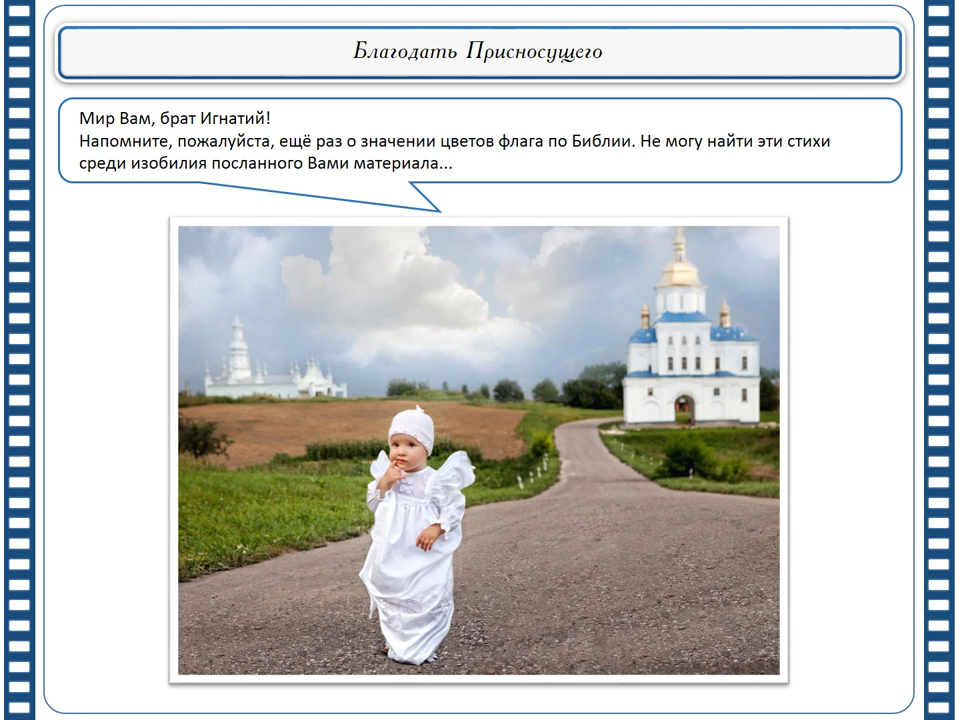 Благодать Присносущего
Мир Вам, брат Игнатий!
Напомните, пожалуйста, ещё раз о значении цветов флага по Библии. Не могу найти эти стихи
среди изобилия посланного Вами материала...